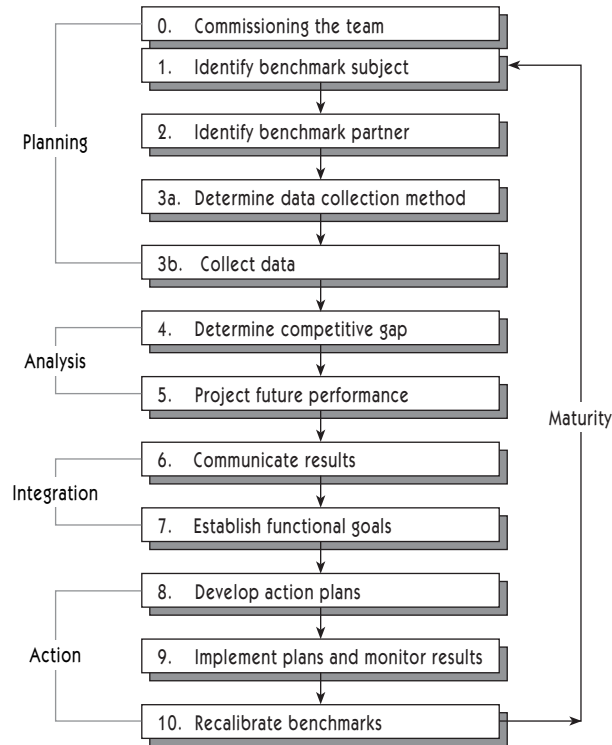 0. Commissioning the team
1. Identify benchmark subject
2. Identify benchmark partner
Planning
3a. Determine data collection method
3b. Collect data
4. Determine competitive gap
Analysis
5. Project future performance
Maturity
6. Communicate results
Integration
7. Establish functional goals
8. Develop action plans
Action
9. Implement plans and monitor results
10. Recalibrate benchmarks